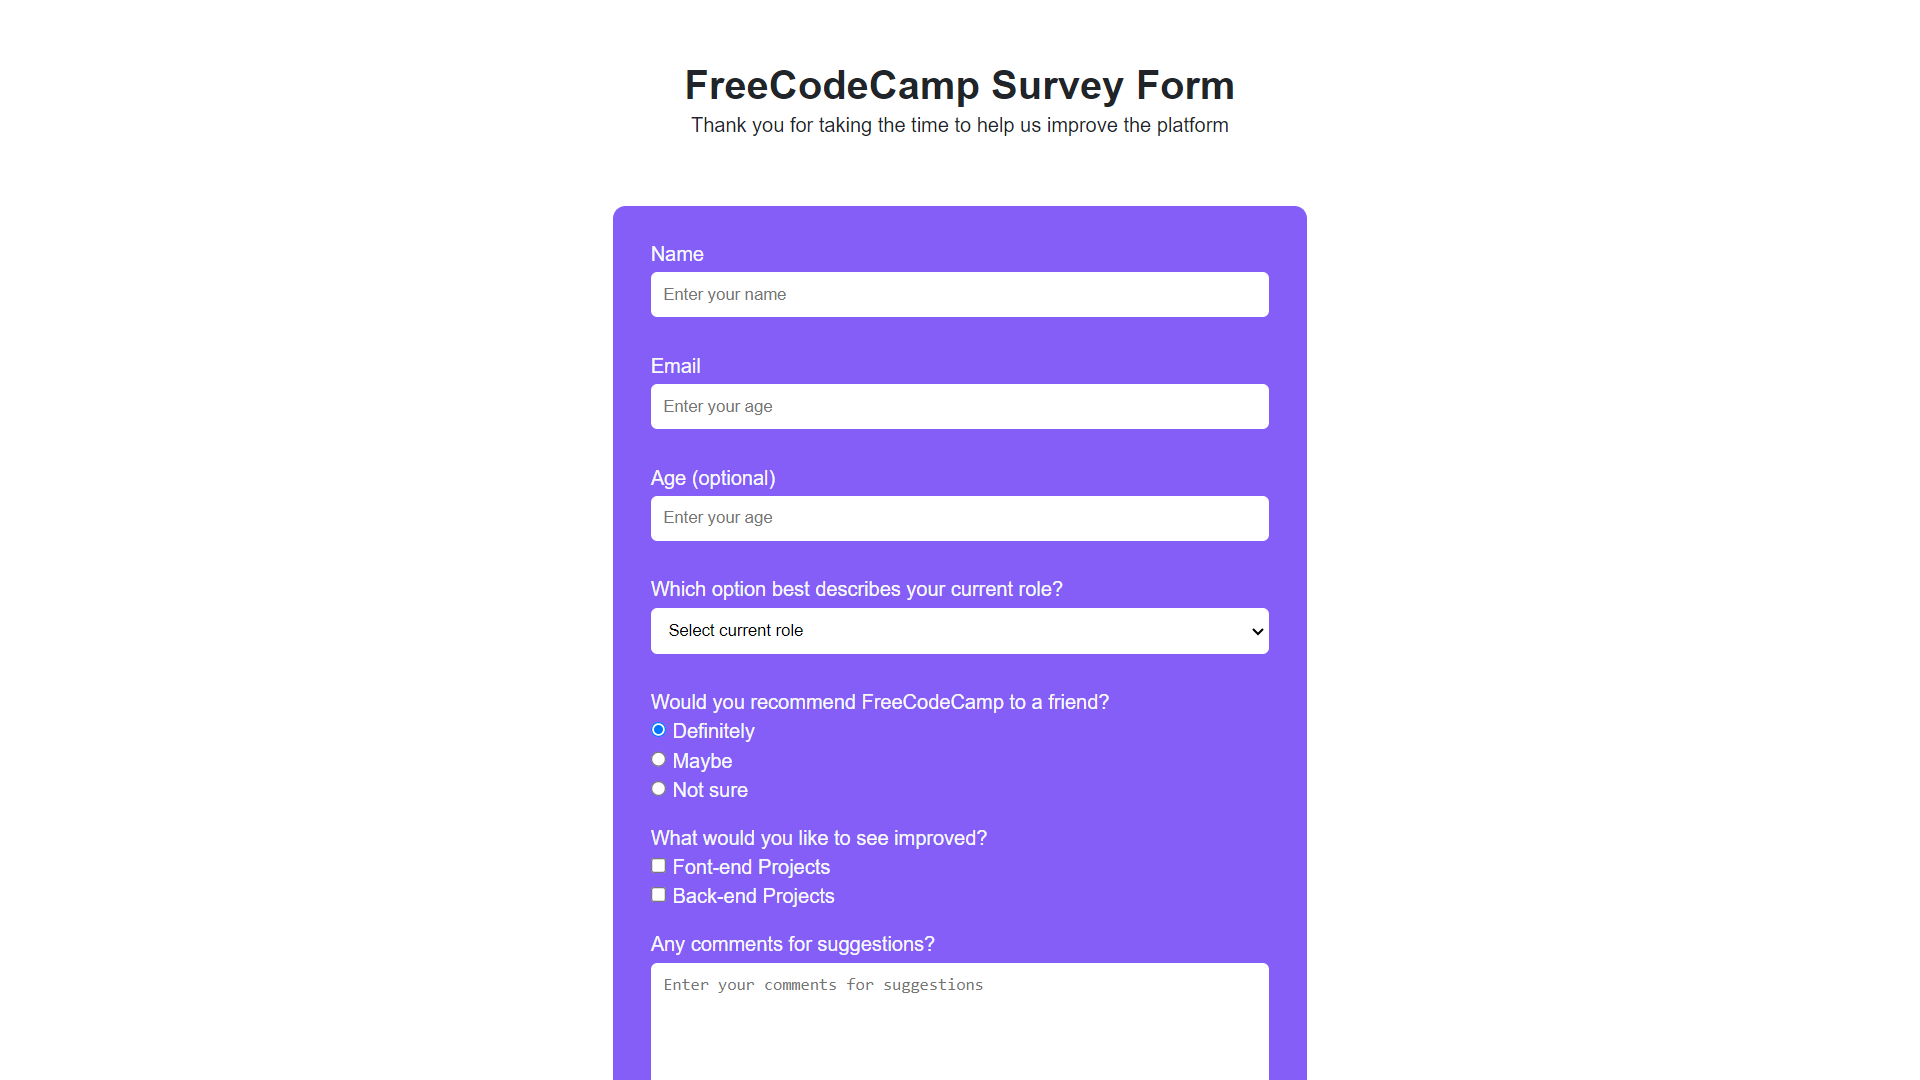 FreeCodeCamp Survey Form
Thank you for taking the time to help us improve the platform
Name
Enter your name
Email
Enter your age
Age (optional)
Enter your age
Which option best describes your current role?
Select current role
Would you recommend FreeCodeCamp to a friend?
Definitely
Maybe
Not sure
What would you like to see improved?
Font-end Projects
Back-end Projects
Any comments for suggestions?
Enter your comments for suggestions